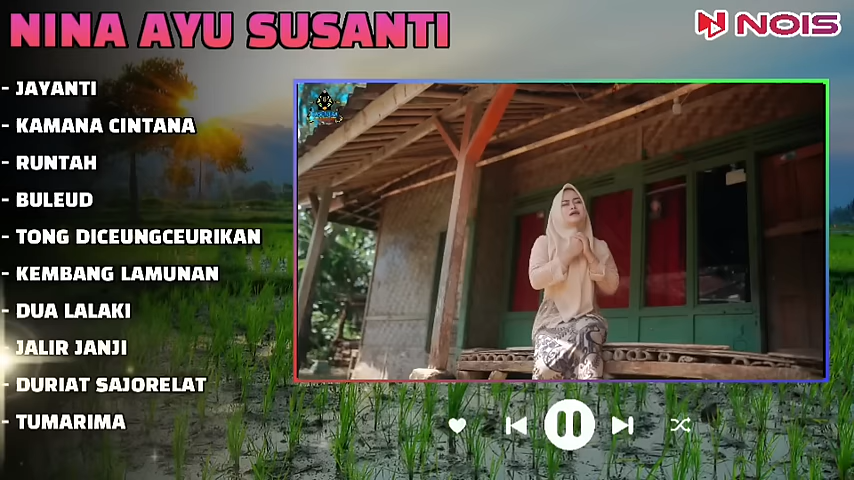 NINA AYU SUSANTI
NOIS
- JAYANTI
- KAMANA CINTANA
- RUNTAH
- BULEUD
- TONG DICEUNGCEURIKAN
- KEMBANG LAMUNAN
- DUA LALAKI
- JALIR JANJI
- DURIAT SAJORELAT
- TUMARIMA